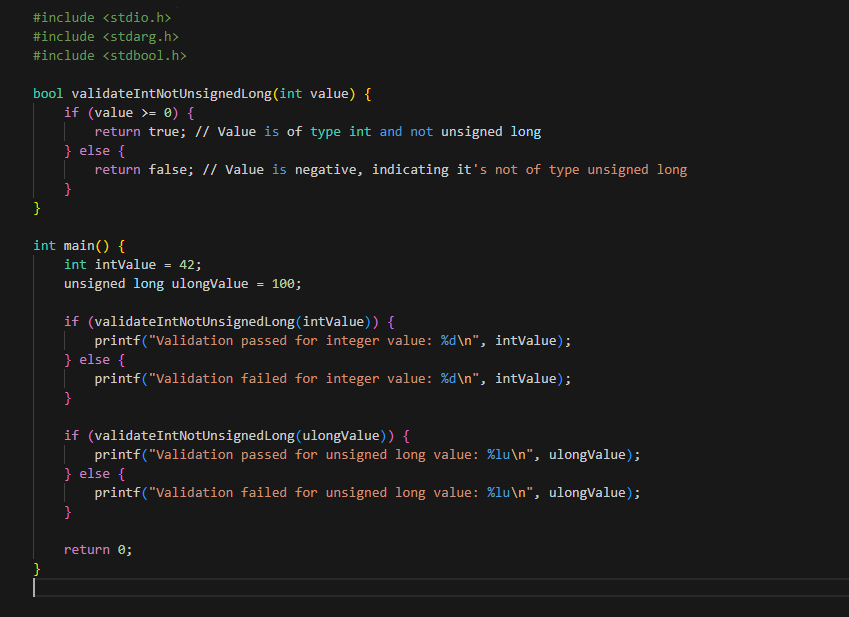 #include <stdio.h>
#include <stdarg.h>
#include <stdbool.h>

bool validateIntNotUnsignedLong(int value) {
    if (value >= 0) {
        return true; // Value is of type int and not unsigned long
    } else {
        return false; // Value is negative, indicating it's not of type unsigned long
    }
}

int main() {
    int intValue = 42;
    unsigned long ulongValue = 100;

    if (validateIntNotUnsignedLong(intValue)) {
        printf("Validation passed for integer value: %d\n", intValue);
    } else {
        printf("Validation failed for integer value: %d\n", intValue);
    }

    if (validateIntNotUnsignedLong(ulongValue)) {
        printf("Validation passed for unsigned long value: %lu\n", ulongValue);
    } else {
        printf("Validation failed for unsigned long value: %lu\n", ulongValue);
    }

    return 0;
}